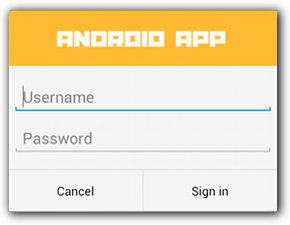 ANDROID APP
Username
Password
Cancel
Sign in